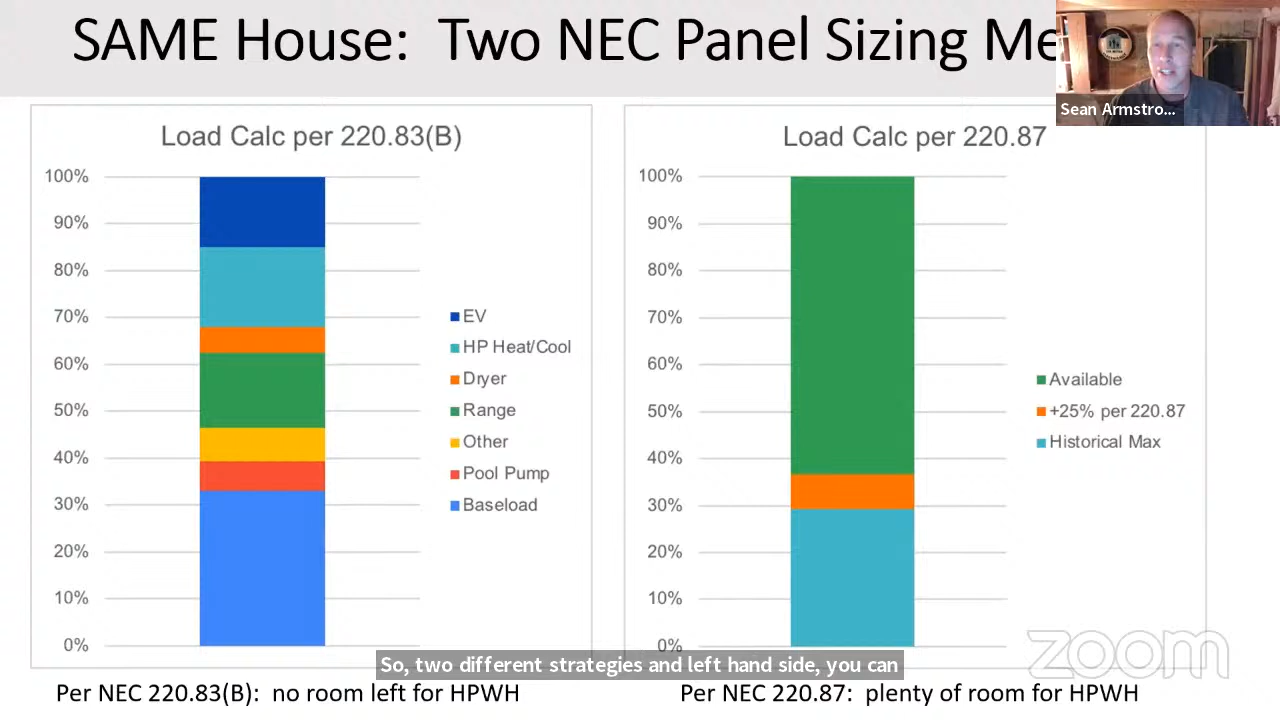 SAME House: Two NEC Panel Sizing Me
Sean Armstro...
Load Calc per 220.83(B)
100%
90%
80%
70%
60%
50%
40%
30%
20%
10%
0%
EV
HP Heat/Cool
Dryer
Range
Other
Pool Pump
Baseload
Load Calc per 220.87
100%
90%
80%
70%
60%
50%
40%
30%
20%
10%
0%
Available
+25% per 220.87
Historical Max
zoom
So, two different strategies and left hand side, you can
Per NEC 220.83(B): no room left for HPWH
Per NEC 220.87: plenty of room for HPWH